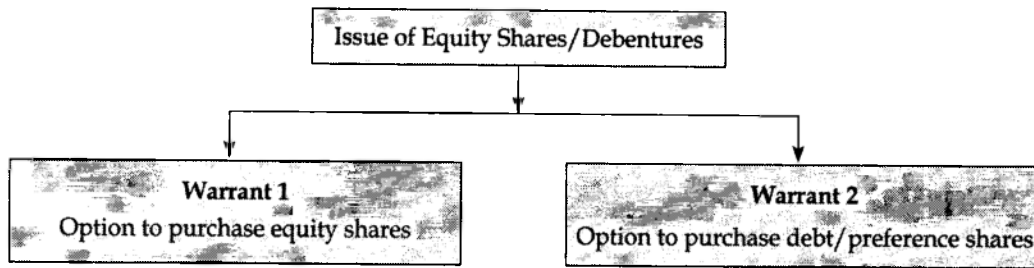 Issue of Equity Shares/Debentures
Warrant 1
Option to purchase equity shares
Warrant 2
Option to purchase debt/preference shares